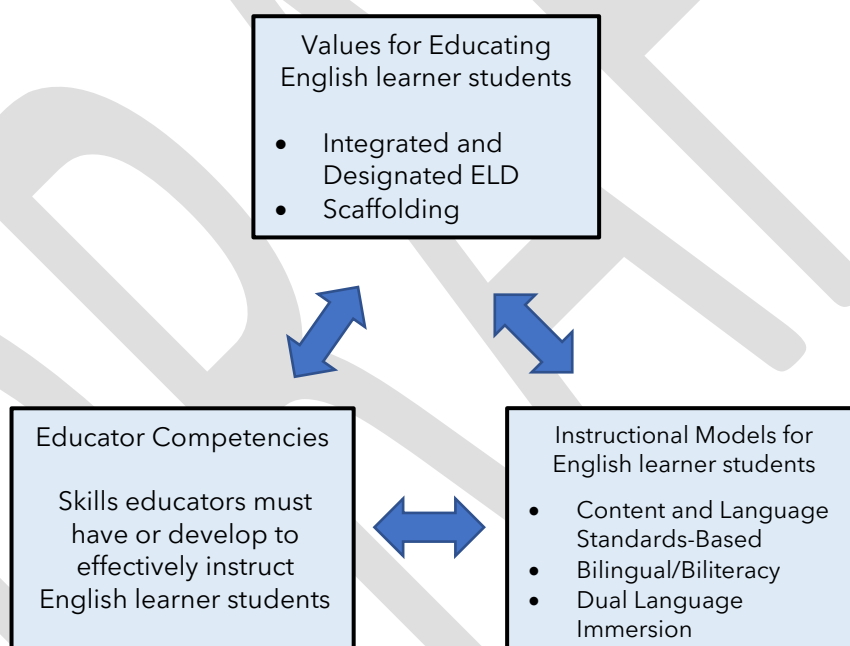 Values for Educating
English learner students
• Integrated and
Designated ELD
• Scaffolding
Educator Competencies
Skills educators must
have or develop to
effectively instruct
English learner students
Instructional Models for
English learner students
• Content and Language
Standards-Based
• Bilingual/Biliteracy
• Dual Language
Immersion